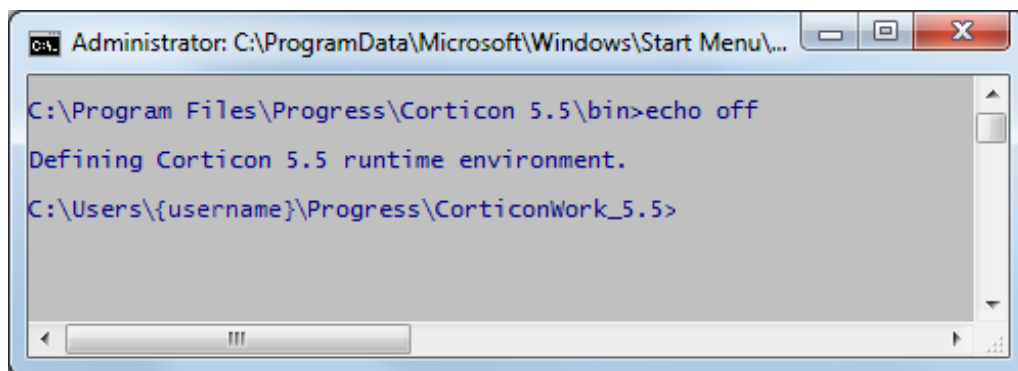 Administrator: C:\ProgramData\Microsoft\Windows\Start Menu\...
C:\Program Files\Progress\Corticon 5.5\bin>echo off
Defining Corticon 5.5 runtime environment.
C:\Users\{username}\Progress\CorticonWork_5.5>